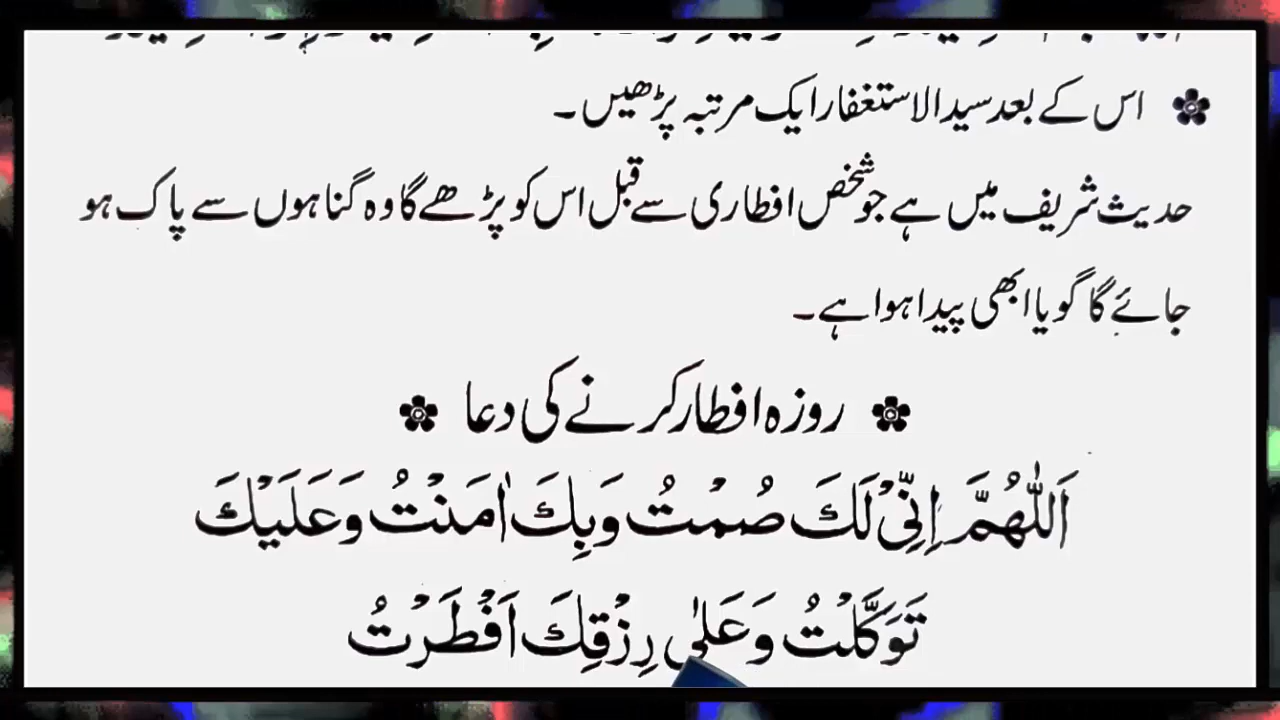 اس کے بعد سید الاستغفار ایک مرتبہ پڑھیں۔
حدیث شریف میں ہے جو شخص افطاری سے قبل اس کو پڑھے گا وہ گناہوں سے پاک ہو
جائے گا گویا ابھی پیدا ہوا ہے۔
روزہ افطار کرنے کی دعا
اَللّٰهُمَّ اِنِّیْ لَكَ صُمْتُ وَبِكَ اٰمَنْتُ وَعَلَیْكَ
تَوَكَّلْتُ وَعَلٰی رِزْقِكَ اَفْطَرْتُ